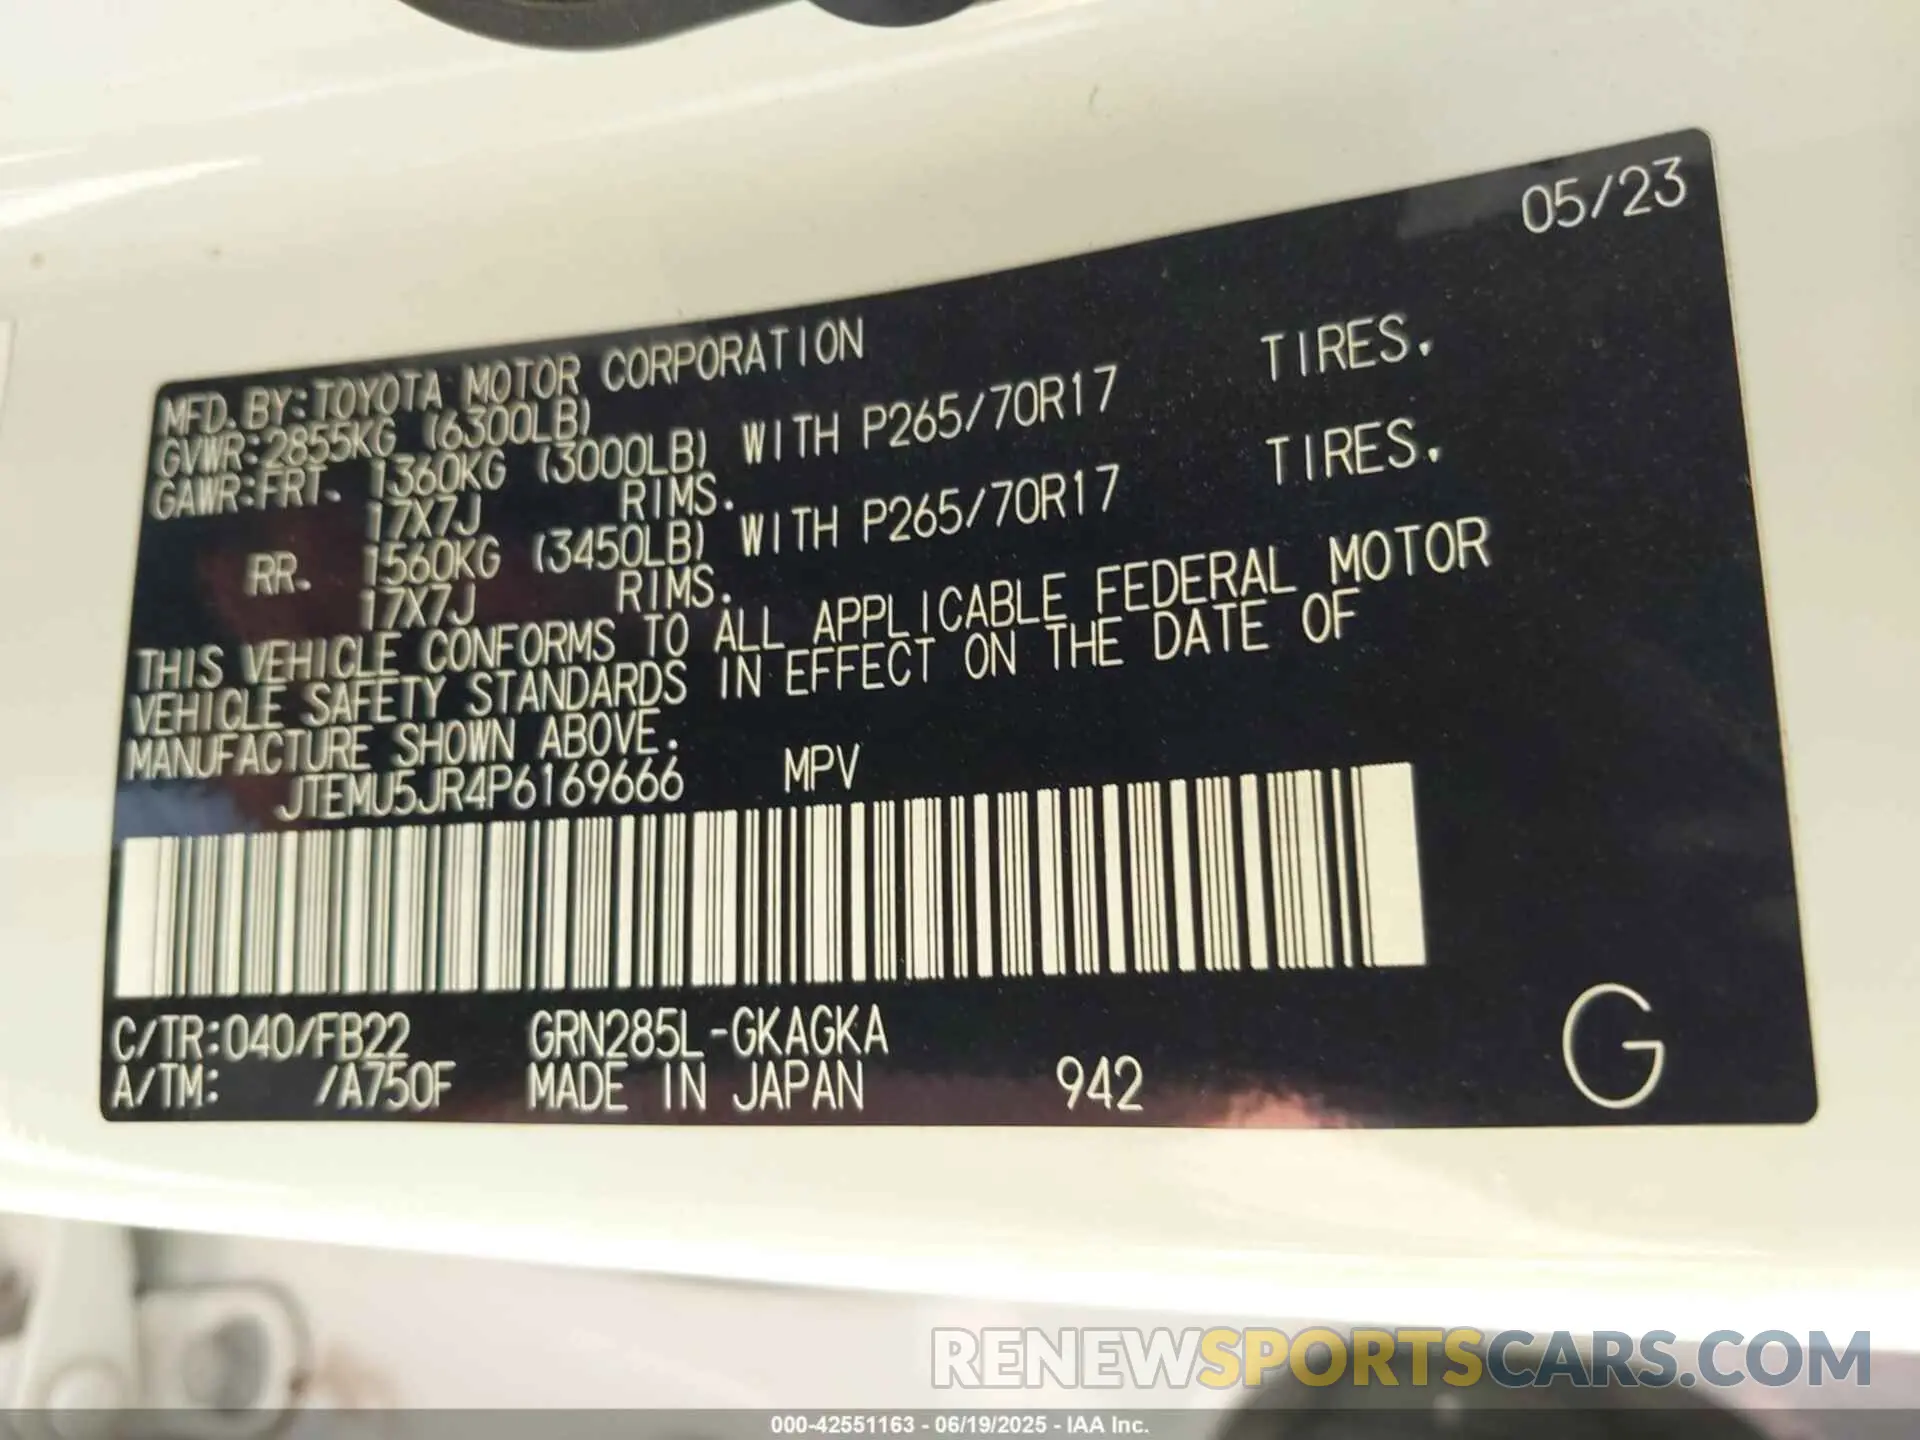 05/23
MFD.BY:TOYOTA MOTOR CORPORATION
GVWR:2855KG (6300LB)
GAWR:FRT. 1360KG (3000LB) WITH P265/70R17 TIRES.
17X7J RIMS.
RR. 1560KG (3450LB) WITH P265/70R17 TIRES.
17X7J RIMS.
THIS VEHICLE CONFORMS TO ALL APPLICABLE FEDERAL MOTOR
VEHICLE SAFETY STANDARDS IN EFFECT ON THE DATE OF
MANUFACTURE SHOWN ABOVE.
JTEMU5JR4P6169666 MPV
C/TR:040/FB22 GRN285L-GKAGKA
A/TM: /A750F MADE IN JAPAN 942 G
RENEWSPORTSCARS.COM
000-42551163 - 06/19/2025 - IAA Inc.